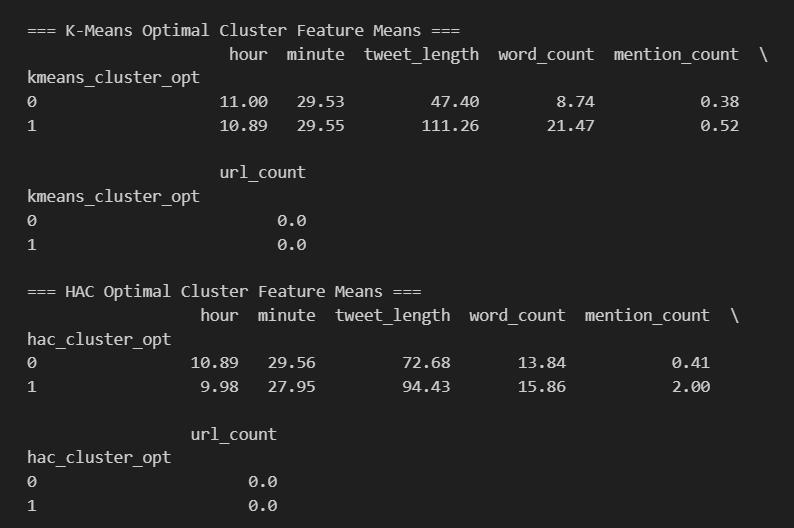 === K-Means Optimal Cluster Feature Means ===
hour minute tweet_length word_count mention_count \
kmeans_cluster_opt
0 11.00 29.53 47.40 8.74 0.38
1 10.89 29.55 111.26 21.47 0.52
url_count
kmeans_cluster_opt
0 0.0
1 0.0
=== HAC Optimal Cluster Feature Means ===
hour minute tweet_length word_count mention_count \
hac_cluster_opt
0 10.89 29.56 72.68 13.84 0.41
1 9.98 27.95 94.43 15.86 2.00
url_count
hac_cluster_opt
0 0.0
1 0.0